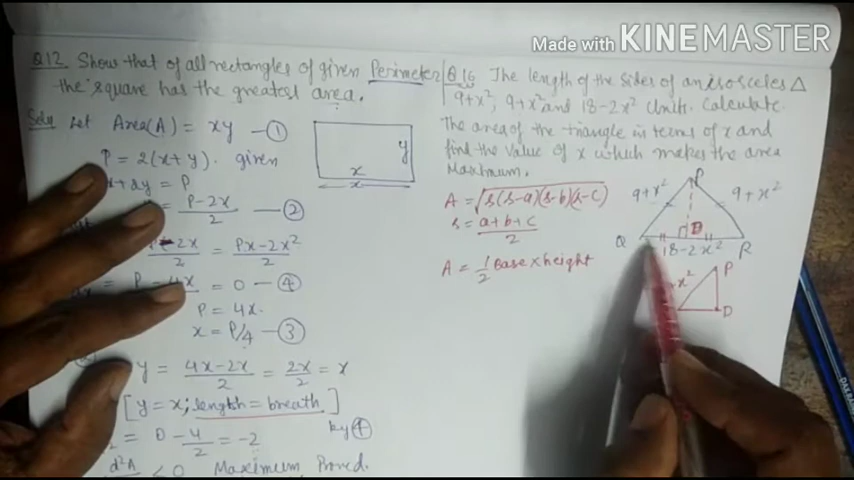 Made with KINEMASTER
Q12 Show that of all rectangles of given Perimeter
the square has the greatest area.
Soln Let Area(A) = xy — ①
P = 2(x+y). given
x+2y = P
P-2x / 2 — ②
P-2x / 2 = Px-2x² / 2
P-4x = 0 — ④
P = 4x.
x = P/4 — ③
y = 4x-2x / 2 = 2x / 2 = x
[y = x; length = breath]
by ④
= 0 - 4 / 2 = -2
d²A < 0 Maximum Proved.
y
x
Q16 The length of the sides of an isosceles △
9+x², 9+x² and 18-2x² Units. Calculate
The area of the triangle in terms of x and
find the value of x which makes the area
Maximum.
A = √s(s-a)(s-b)(s-c)
s = a+b+c / 2
A = 1/2 Base × height
P
9+x² 9+x²
D
Q 18-2x² R
x² P
D